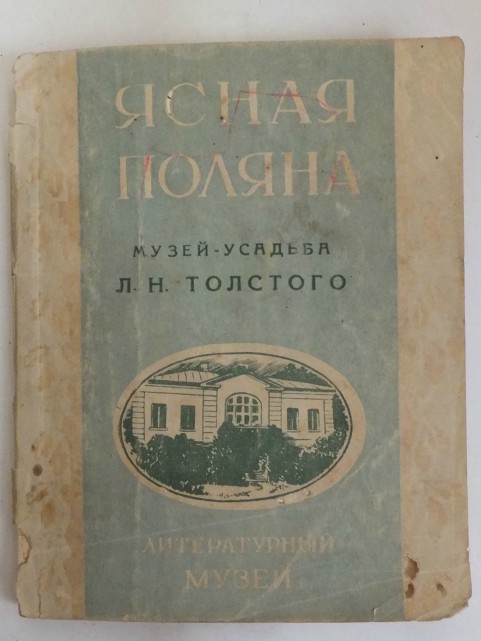 ЯСНАЯ
ПОЛЯНА
МУЗЕЙ-УСАДЬБА
Л. Н. ТОЛСТОГО
ЛИТЕРАТУРНЫЙ
МУЗЕЙ